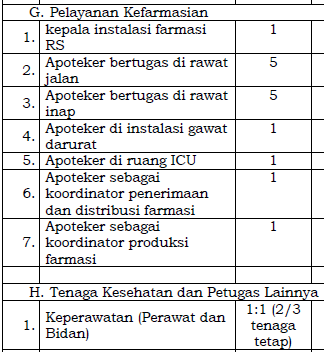 G. Pelayanan Kefarmasian
1. kepala instalasi farmasi RS 1
2. Apoteker bertugas di rawat jalan 5
3. Apoteker bertugas di rawat inap 5
4. Apoteker di instalasi gawat darurat 1
5. Apoteker di ruang ICU 1
6. Apoteker sebagai koordinator penerimaan dan distribusi farmasi 1
7. Apoteker sebagai koordinator produksi farmasi 1
H. Tenaga Kesehatan dan Petugas Lainnya
1. Keperawatan (Perawat dan Bidan) 1:1 (2/3 tenaga tetap)